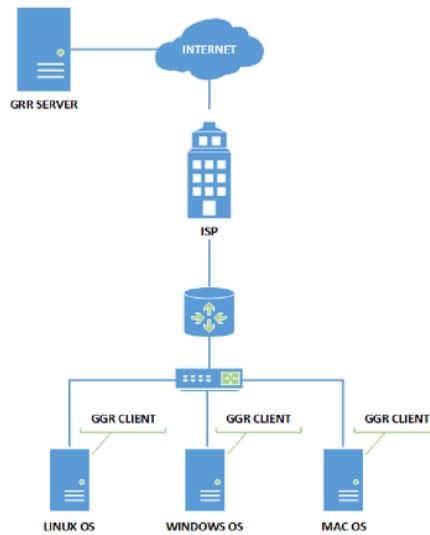 INTERNET
GRR SERVER
ISP
GGR CLIENT
GGR CLIENT
GGR CLIENT
LINUX OS
WINDOWS OS
MAC OS